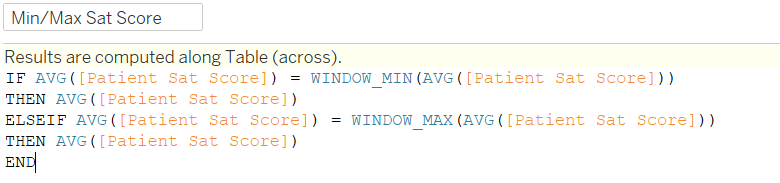 Min/Max Sat Score
Results are computed along Table (across).
IF AVG([Patient Sat Score]) = WINDOW_MIN(AVG([Patient Sat Score]))
THEN AVG([Patient Sat Score])
ELSEIF AVG([Patient Sat Score]) = WINDOW_MAX(AVG([Patient Sat Score]))
THEN AVG([Patient Sat Score])
END